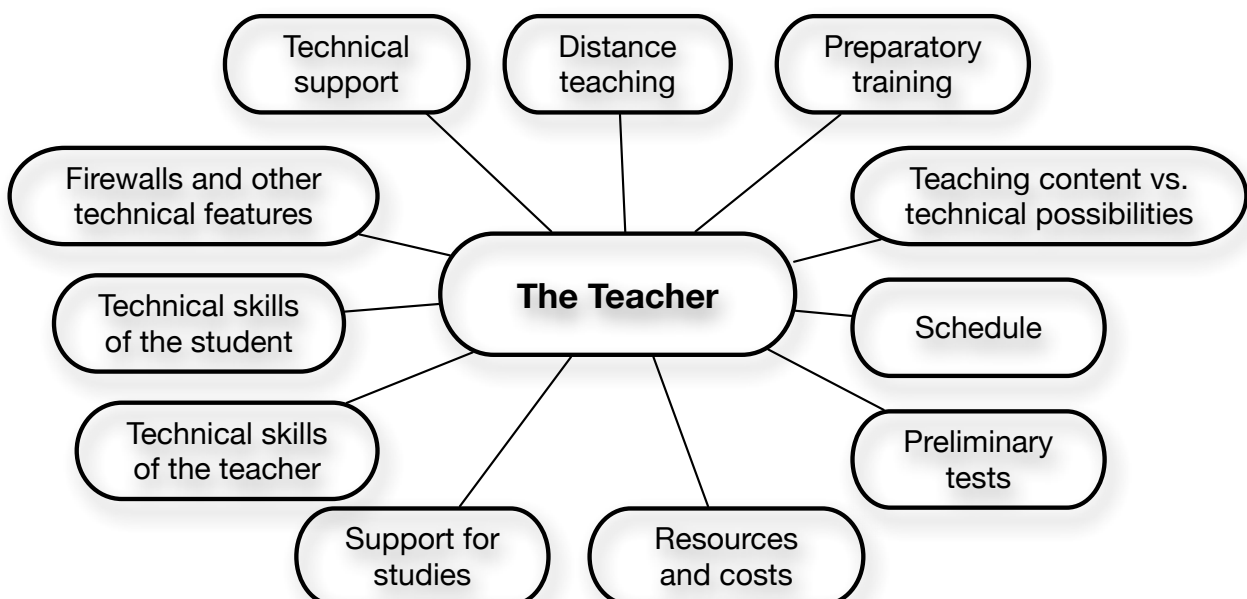 Technical
support
Distance
teaching
Preparatory
training
Firewalls and other
technical features
Teaching content vs.
technical possibilities
The Teacher
Technical skills
of the student
Schedule
Technical skills
of the teacher
Preliminary
tests
Support for
studies
Resources
and costs